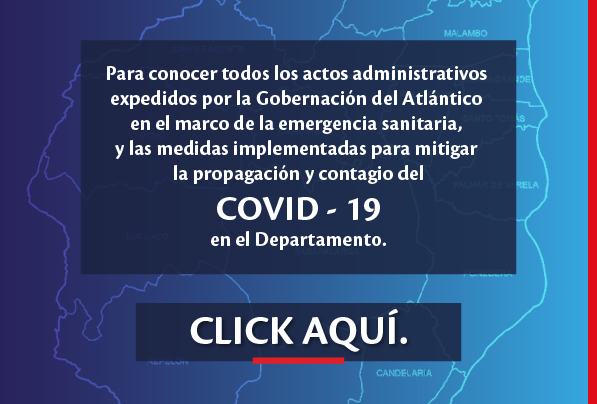 MALAMBO
Para conocer todos los actos administrativos
expedidos por la Gobernación del Atlántico
en el marco de la emergencia sanitaria,
y las medidas implementadas para mitigar
la propagación y contagio del
COVID - 19
en el Departamento.
CLICK AQUÍ.
CANDELARIA